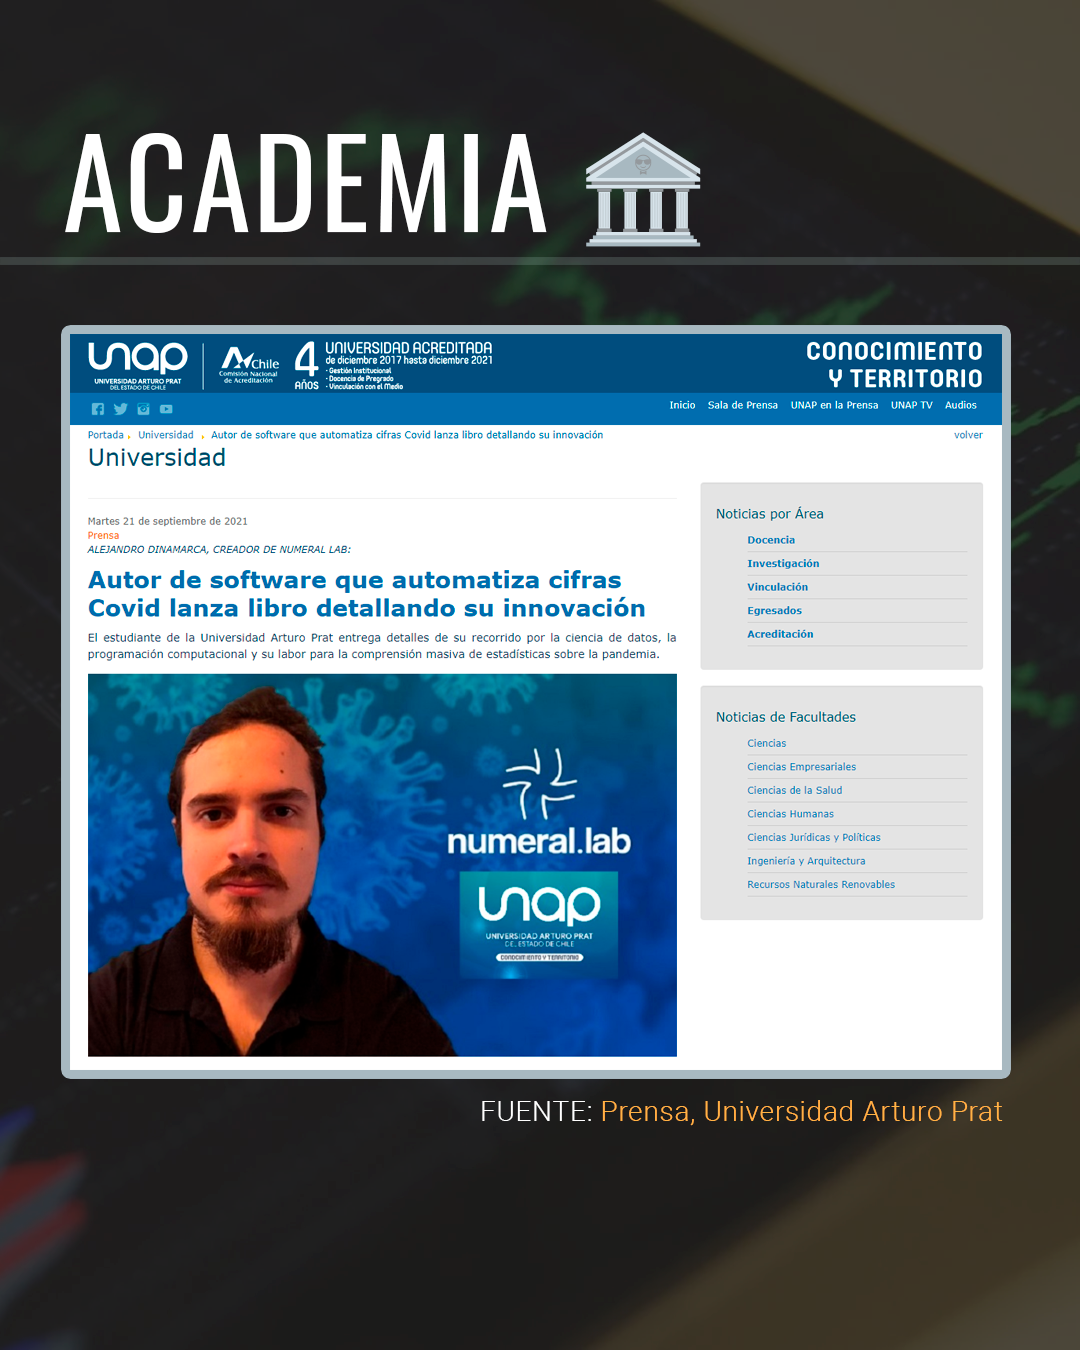 ACADEMIA
unap
UNIVERSIDAD ARTURO PRAT
DEL ESTADO DE CHILE
Chile
Comisión Nacional
de Acreditación
4
AÑOS
UNIVERSIDAD ACREDITADA
de diciembre 2017 hasta diciembre 2021
• Gestión Institucional
• Docencia de Pregrado
• Vinculación con el Medio
CONOCIMIENTO
Y TERRITORIO
Inicio Sala de Prensa UNAP en la Prensa UNAP TV Audios
Portada Universidad Autor de software que automatiza cifras Covid lanza libro detallando su innovación volver
Universidad
Martes 21 de septiembre de 2021
Prensa
ALEJANDRO DINAMARCA, CREADOR DE NUMERAL LAB:
Autor de software que automatiza cifras
Covid lanza libro detallando su innovación
El estudiante de la Universidad Arturo Prat entrega detalles de su recorrido por la ciencia de datos, la
programación computacional y su labor para la comprensión masiva de estadísticas sobre la pandemia.
numeral.lab
unap
UNIVERSIDAD ARTURO PRAT
DEL ESTADO DE CHILE
CONOCIMIENTO Y TERRITORIO
Noticias por Área
Docencia
Investigación
Vinculación
Egresados
Acreditación
Noticias de Facultades
Ciencias
Ciencias Empresariales
Ciencias de la Salud
Ciencias Humanas
Ciencias Jurídicas y Políticas
Ingeniería y Arquitectura
Recursos Naturales Renovables
FUENTE: Prensa, Universidad Arturo Prat